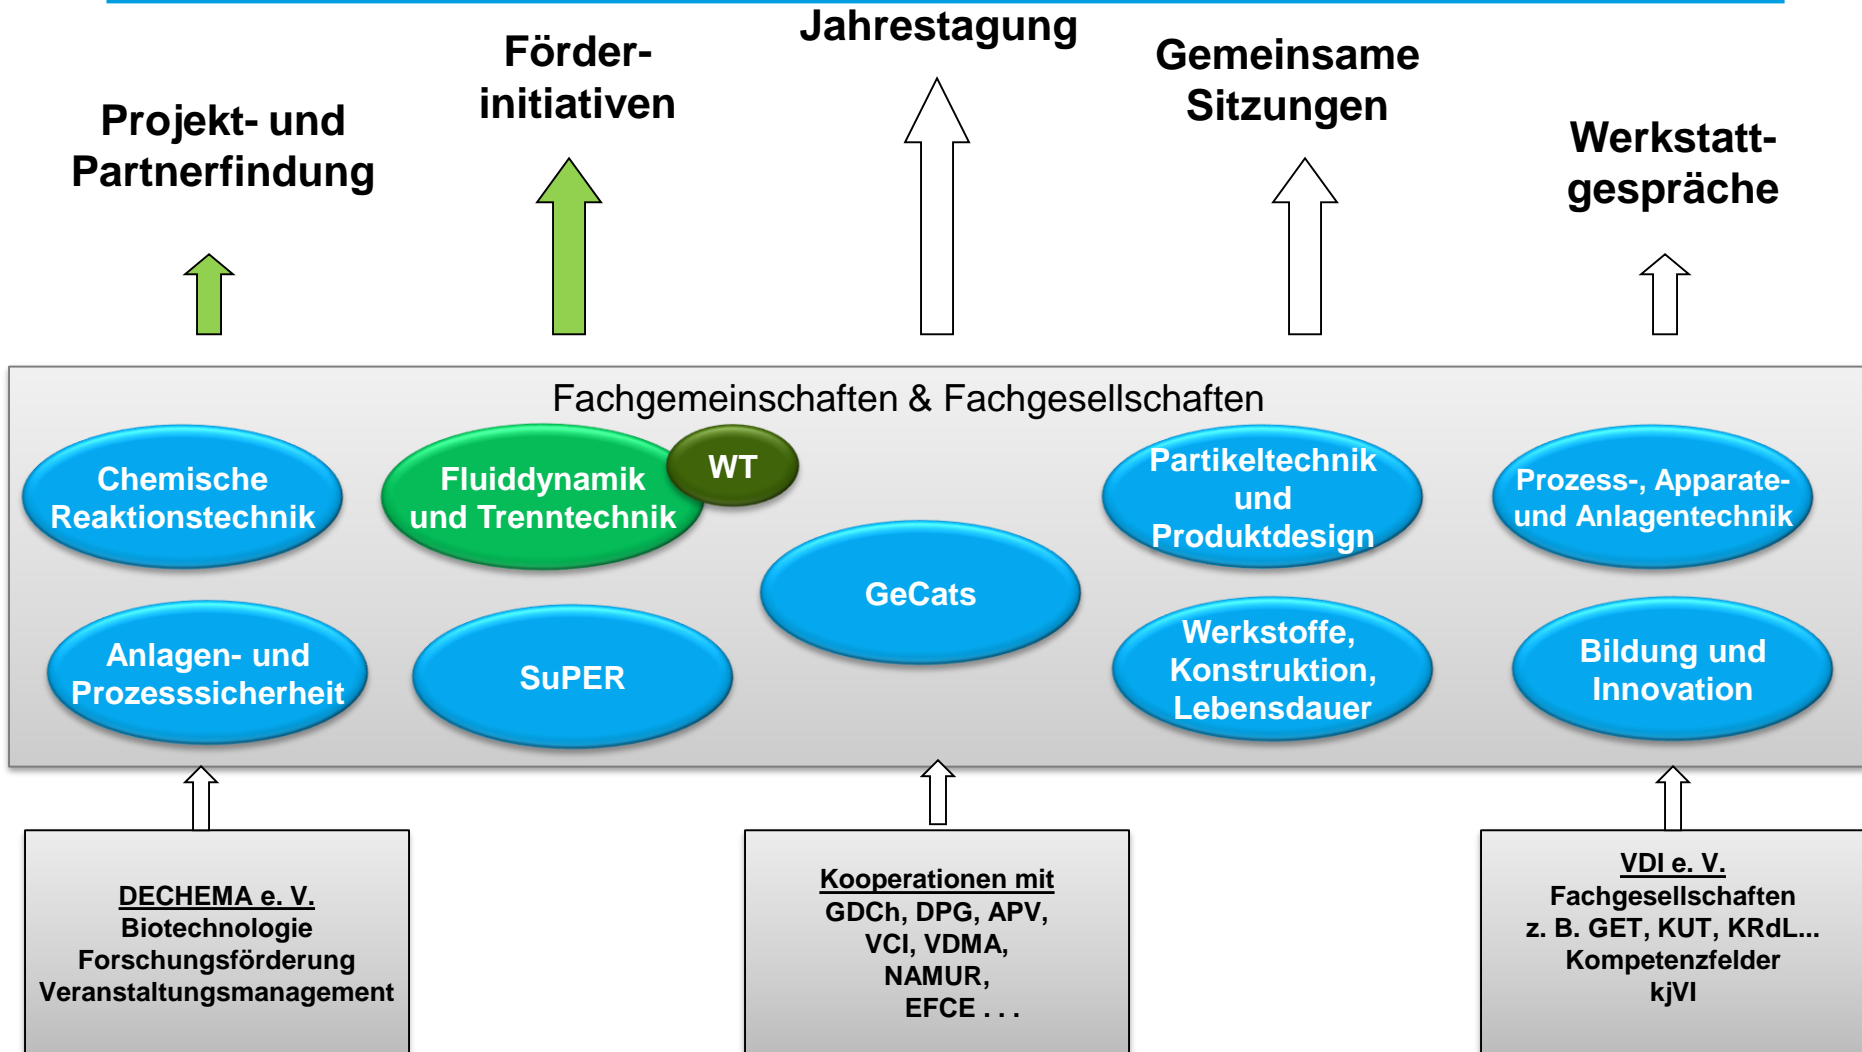 Jahrestagung
Förder-
initiativen
Gemeinsame
Sitzungen
Projekt- und
Partnerfindung
Werkstatt-
gespräche
Fachgemeinschaften & Fachgesellschaften
Chemische
Reaktionstechnik
Fluiddynamik
und Trenntechnik
WT
Partikeltechnik
und
Produktdesign
Prozess-, Apparate-
und Anlagentechnik
GeCats
Anlagen- und
Prozesssicherheit
SuPER
Werkstoffe,
Konstruktion,
Lebensdauer
Bildung und
Innovation
DECHEMA e. V.
Biotechnologie
Forschungsförderung
Veranstaltungsmanagement
Kooperationen mit
GDCh, DPG, APV,
VCI, VDMA,
NAMUR,
EFCE . . .
VDI e. V.
Fachgesellschaften
z. B. GET, KUT, KRdL...
Kompetenzfelder
kjVI